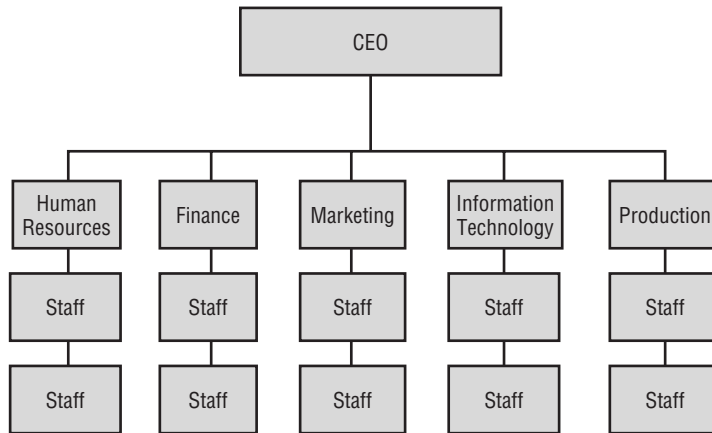 CEO
Human
Resources
Finance
Marketing
Information
Technology
Production
Staff
Staff
Staff
Staff
Staff
Staff
Staff
Staff
Staff
Staff